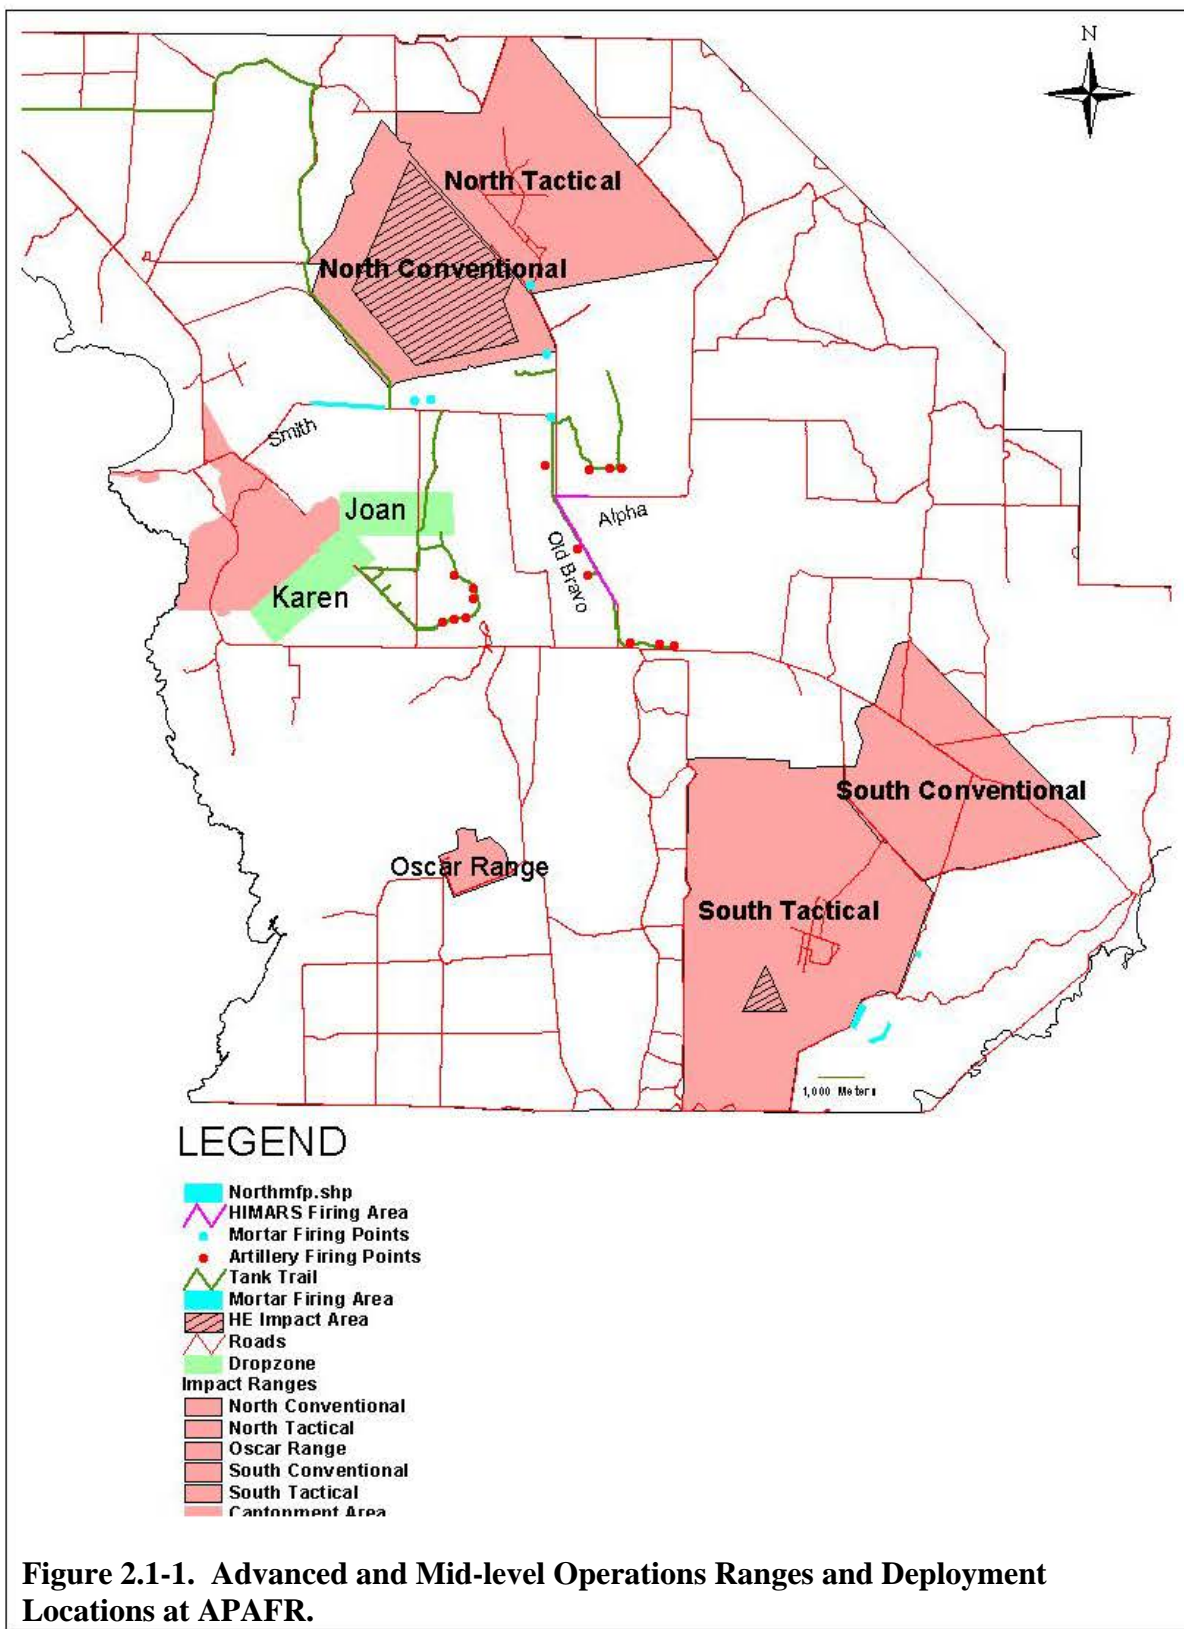 N
North Tactical
North Conventional
Smith
Joan
Alpha
Old Bravo
Karen
South Conventional
Oscar Range
South Tactical
1,000 Meters
LEGEND
Northmfp.shp
HIMARS Firing Area
Mortar Firing Points
Artillery Firing Points
Tank Trail
Mortar Firing Area
HE Impact Area
Roads
Dropzone
Impact Ranges
North Conventional
North Tactical
Oscar Range
South Conventional
South Tactical
Cantonment Area
Figure 2.1-1. Advanced and Mid-level Operations Ranges and Deployment
Locations at APAFR.